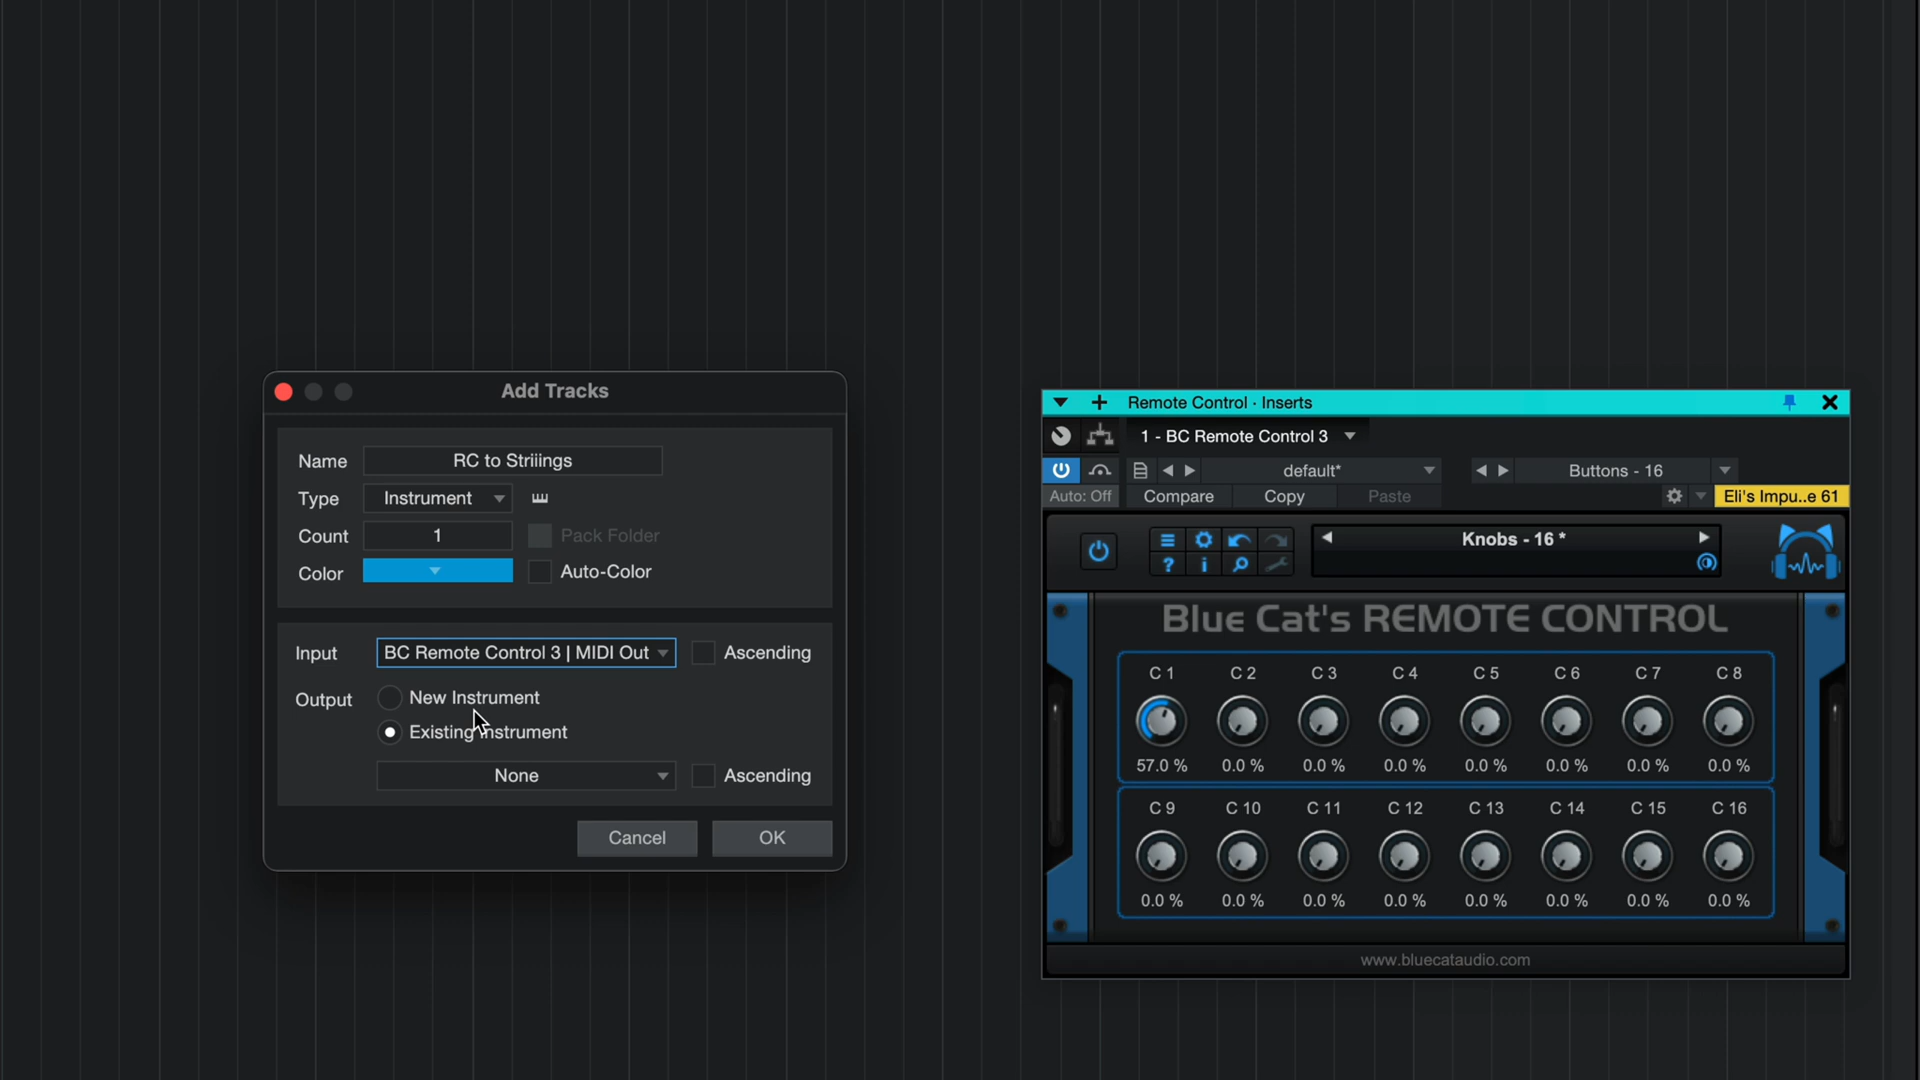 Add Tracks
Name RC to Striiings
Type Instrument
Count 1 Pack Folder
Color Auto-Color
Input BC Remote Control 3 | MIDI Out Ascending
Output New Instrument
Existing Instrument
None Ascending
Cancel OK
Remote Control · Inserts
1 - BC Remote Control 3
default* Buttons - 16
Auto: Off Compare Copy Paste Eli's Impu..e 61
Knobs - 16 *
? i
Blue Cat's REMOTE CONTROL
C 1 C 2 C 3 C 4 C 5 C 6 C 7 C 8
57.0 % 0.0 % 0.0 % 0.0 % 0.0 % 0.0 % 0.0 % 0.0 %
C 9 C 10 C 11 C 12 C 13 C 14 C 15 C 16
0.0 % 0.0 % 0.0 % 0.0 % 0.0 % 0.0 % 0.0 % 0.0 %
www.bluecataudio.com